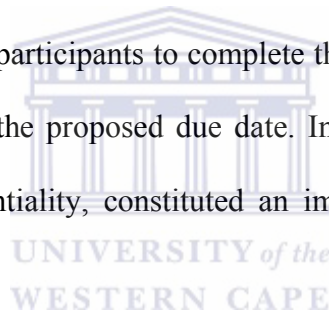 participants to complete th
the proposed due date. In
ntiality, constituted an im
UNIVERSITY of the
WESTERN CAPE